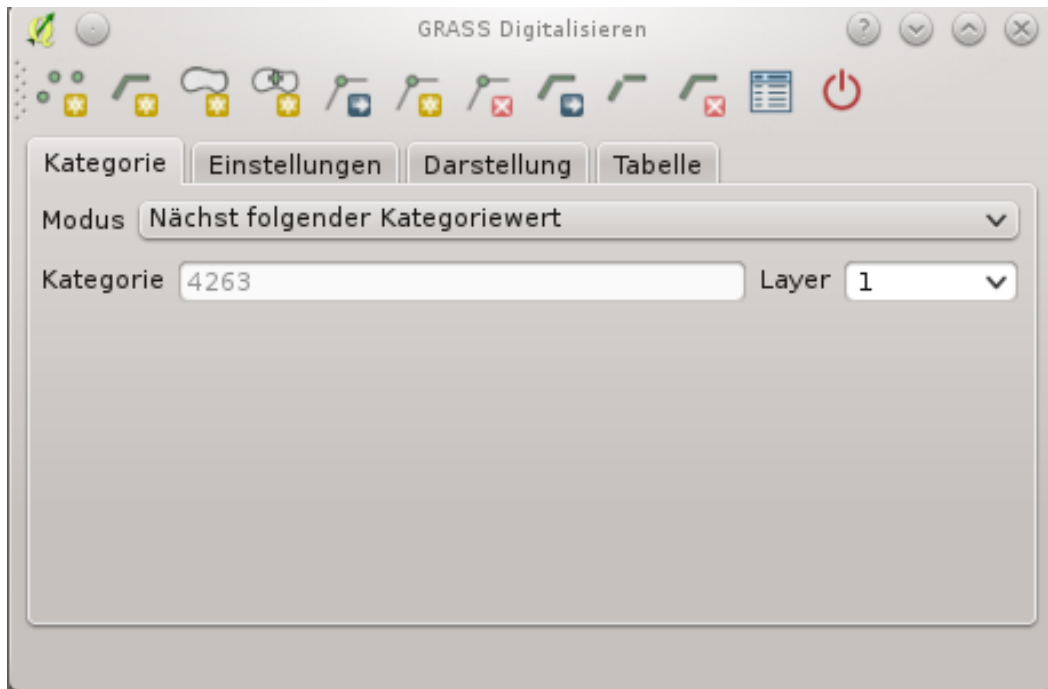 GRASS Digitalisieren
Kategorie Einstellungen Darstellung Tabelle
Modus Nächst folgender Kategoriewert
Kategorie 4263 Layer 1